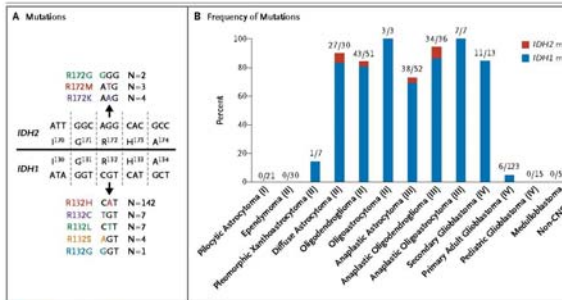 A Mutations
R172G GGG N=2
R172M ATG N=3
R172K AAG N=4
ATT GGC AGG CAC GCC
IDH2
I170 G171 R172 H173 A174
IDH1
I130 G131 R132 H133 A134
ATA GGT CGT CAT GCT
R132H CAT N=142
R132C TGT N=7
R132L CTT N=7
R132S AGT N=4
R132G GGT N=1
B Frequency of Mutations
IDH2 m
IDH1 m
Percent
100
80
60
40
20
0
0/21
0/30
1/7
27/30
43/51
3/3
38/52
34/36
7/7
11/13
6/123
0/15
0/5
Pilocytic Astrocytoma (I)
Ependymoma (II)
Pleomorphic Xanthoastrocytoma (II)
Diffuse Astrocytoma (II)
Oligodendroglioma (II)
Oligoastrocytoma (II)
Anaplastic Astrocytoma (III)
Anaplastic Oligodendroglioma (III)
Anaplastic Oligoastrocytoma (III)
Secondary Glioblastoma (IV)
Primary Adult Glioblastoma (IV)
Pediatric Glioblastoma (IV)
Medulloblastoma
Non-CNS